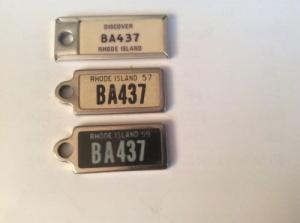 DISCOVER
BA437
RHODE ISLAND
RHODE ISLAND 57
BA437
RHODE ISLAND 59
BA437